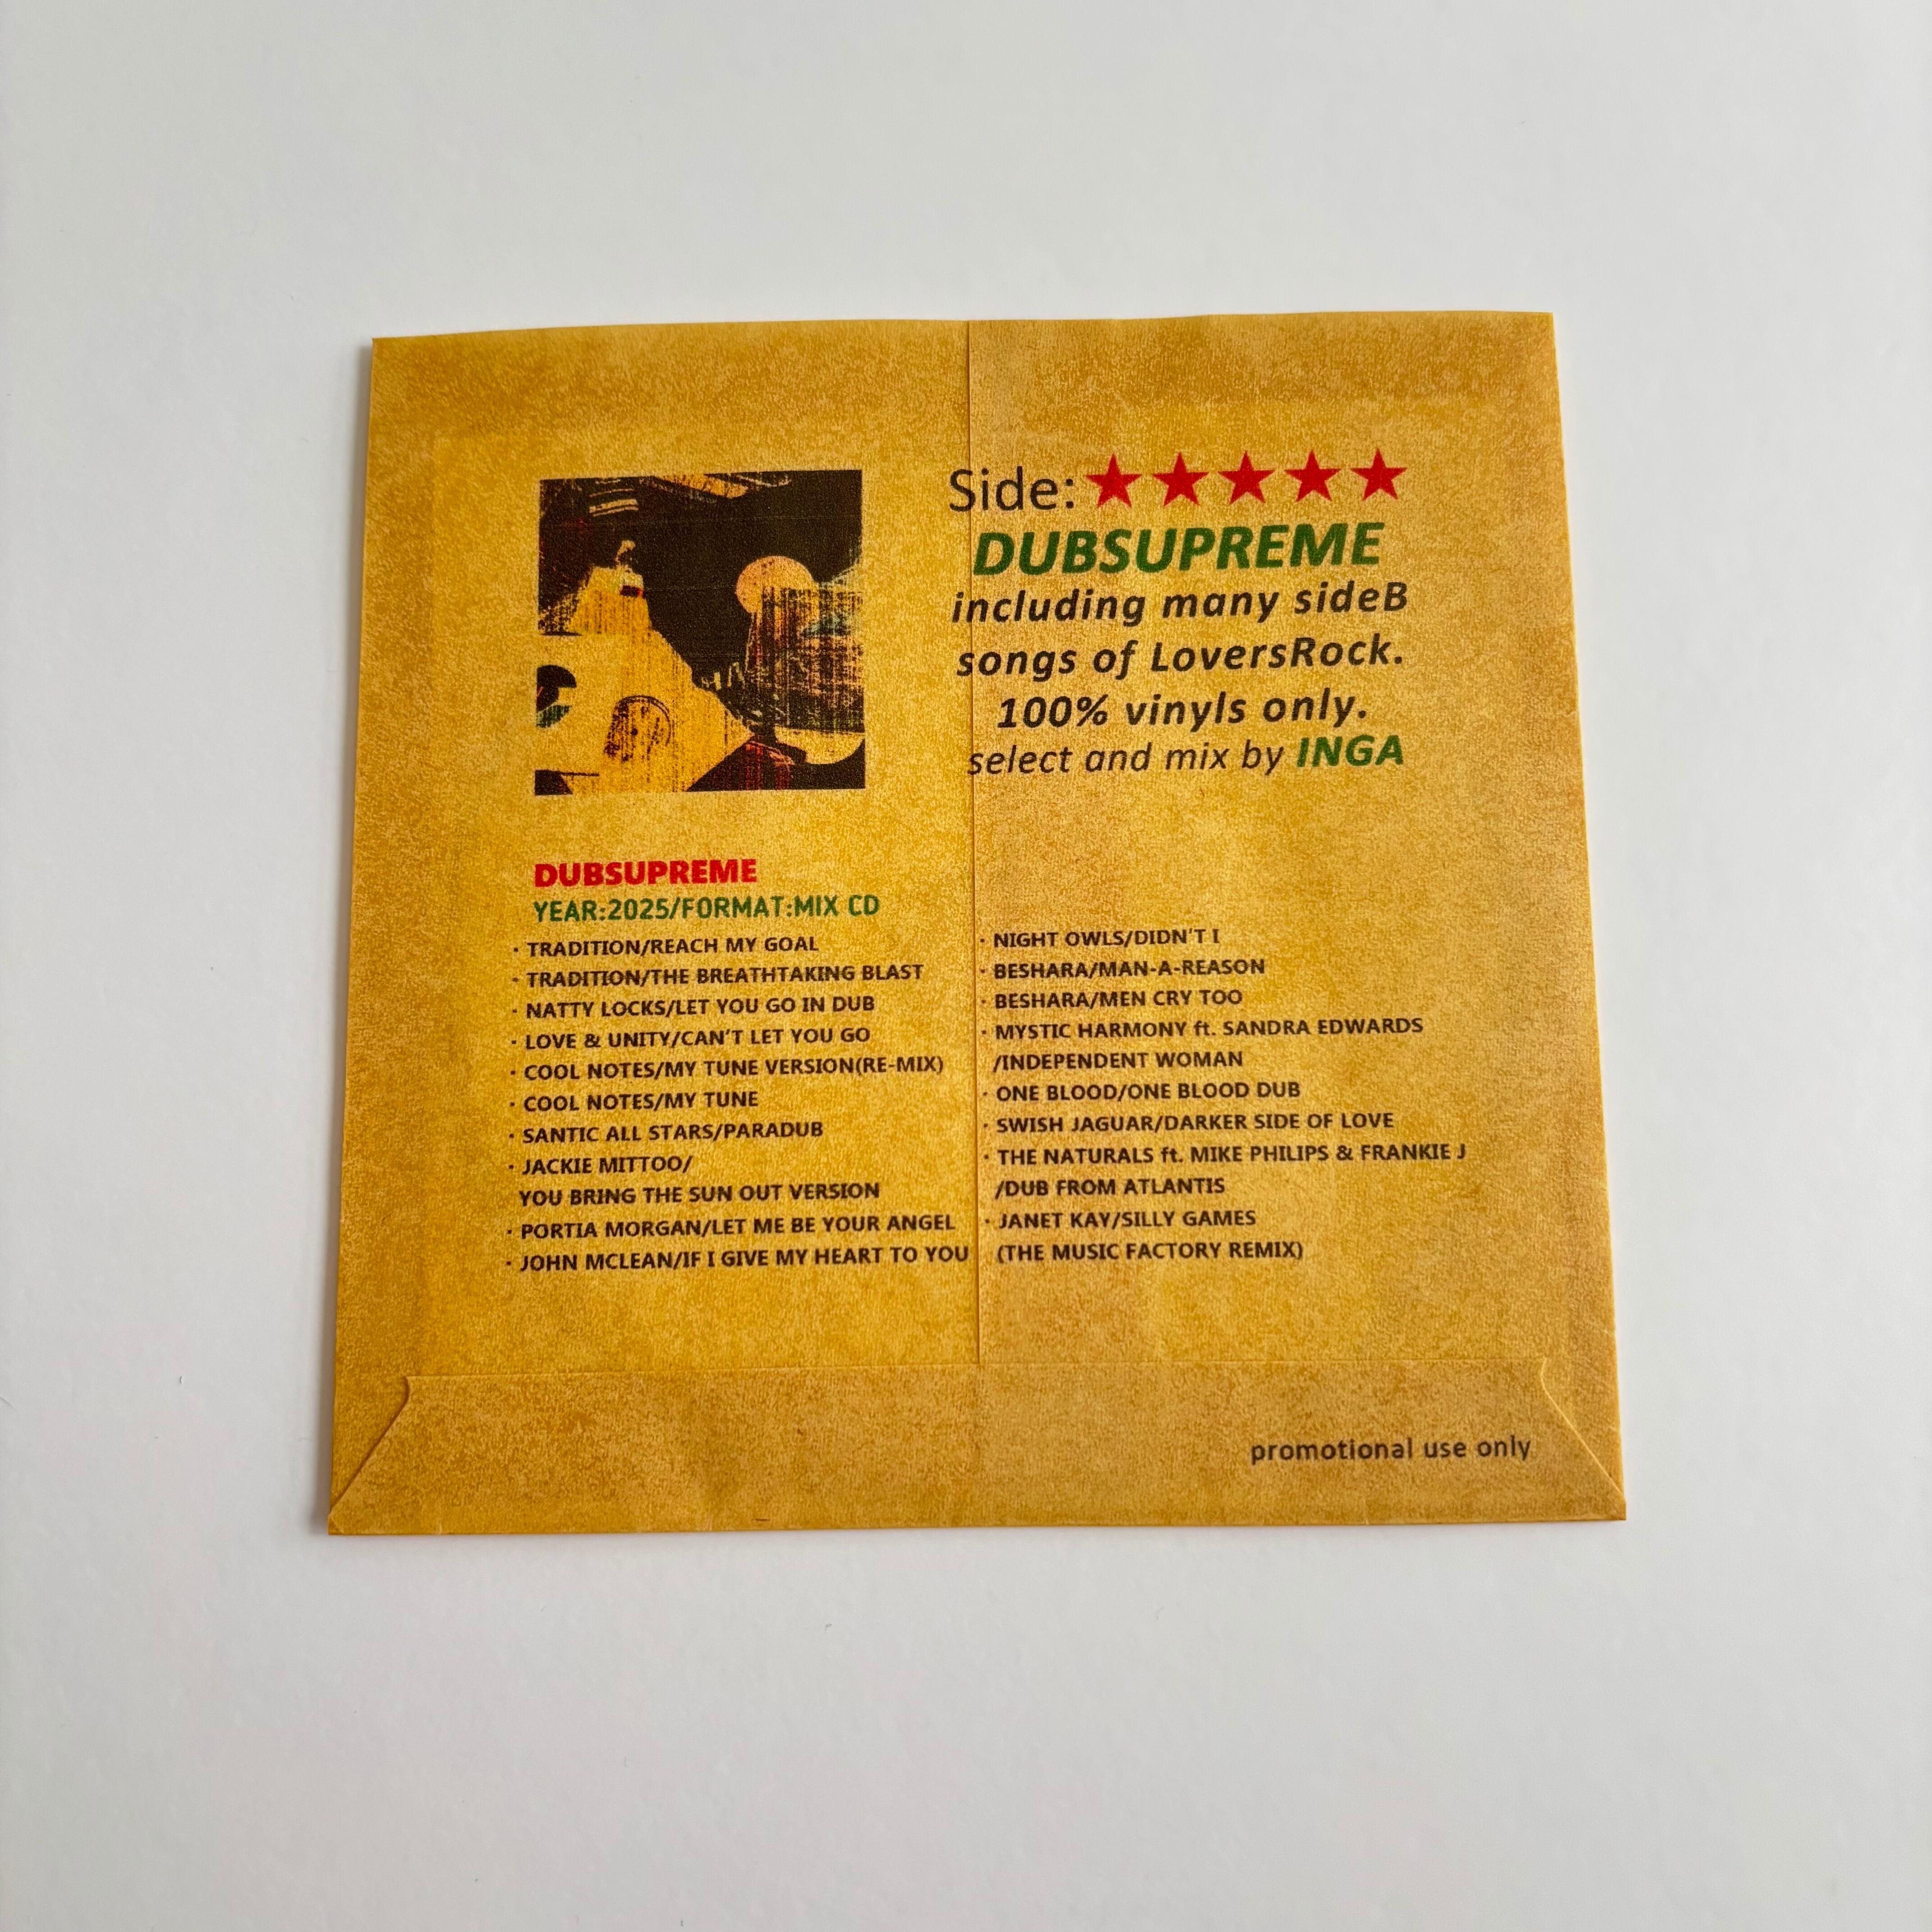 Side:★★★★★
DUBSUPREME
including many sideB
songs of LoversRock.
100% vinyls only.
select and mix by INGA
DUBSUPREME
YEAR:2025/FORMAT:MIX CD
· TRADITION/REACH MY GOAL
· TRADITION/THE BREATHTAKING BLAST
· NATTY LOCKS/LET YOU GO IN DUB
· LOVE & UNITY/CAN'T LET YOU GO
· COOL NOTES/MY TUNE VERSION(RE-MIX)
· COOL NOTES/MY TUNE
· SANTIC ALL STARS/PARADUB
· JACKIE MITTOO/
YOU BRING THE SUN OUT VERSION
· PORTIA MORGAN/LET ME BE YOUR ANGEL
· JOHN MCLEAN/IF I GIVE MY HEART TO YOU
· NIGHT OWLS/DIDN'T I
· BESHARA/MAN-A-REASON
· BESHARA/MEN CRY TOO
· MYSTIC HARMONY ft. SANDRA EDWARDS
/INDEPENDENT WOMAN
· ONE BLOOD/ONE BLOOD DUB
· SWISH JAGUAR/DARKER SIDE OF LOVE
· THE NATURALS ft. MIKE PHILIPS & FRANKIE J
/DUB FROM ATLANTIS
· JANET KAY/SILLY GAMES
(THE MUSIC FACTORY REMIX)
promotional use only